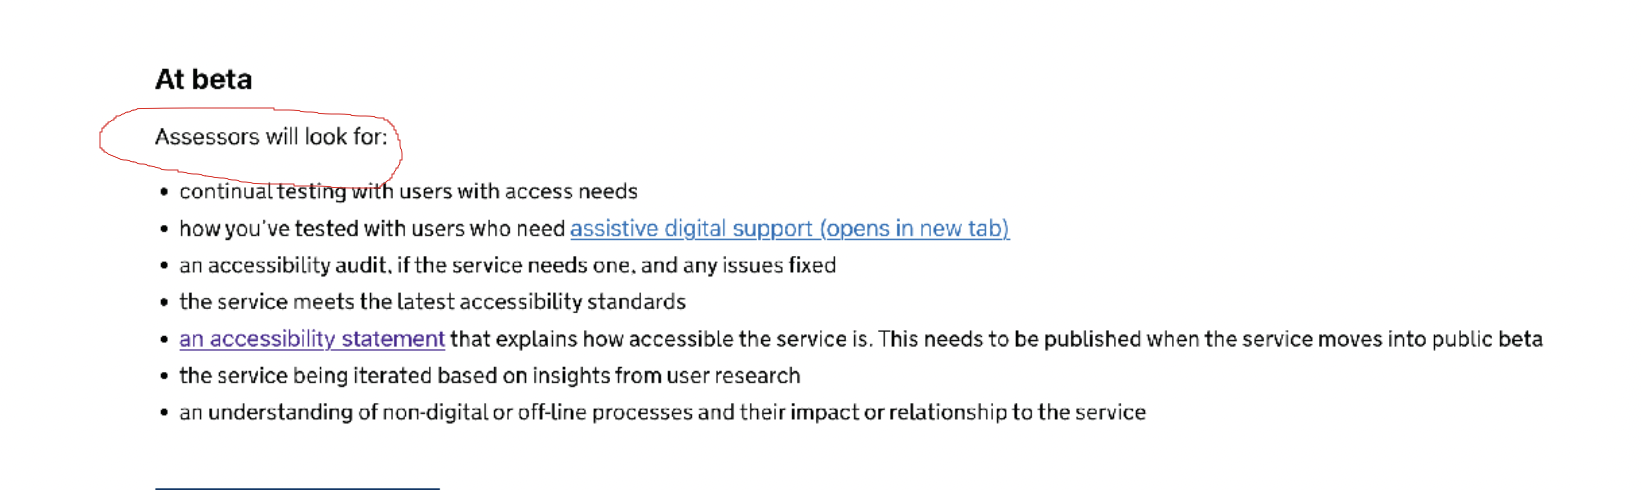 At beta
Assessors will look for:
• continual testing with users with access needs
• how you've tested with users who need assistive digital support (opens in new tab)
• an accessibility audit, if the service needs one, and any issues fixed
• the service meets the latest accessibility standards
• an accessibility statement that explains how accessible the service is. This needs to be published when the service moves into public beta
• the service being iterated based on insights from user research
• an understanding of non-digital or off-line processes and their impact or relationship to the service